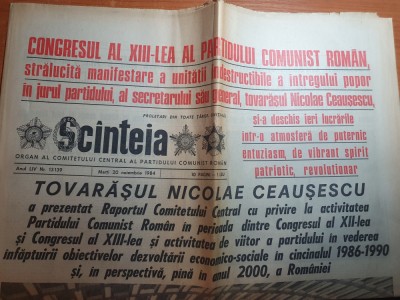 CONGRESUL AL XIII-LEA AL PARTIDULUI COMUNIST ROMÂN,
strălucită manifestare a unității indestructibile a întregului popor
în jurul partidului, al secretarului său general, tovarășul Nicolae Ceaușescu,
PROLETARI DIN TOATE ȚĂRILE, UNIȚI-VĂ!
și-a deschis ieri lucrările
Scînteia
într-o atmosferă de puternic
entuziasm, de vibrant spirit
ORGAN AL COMITETULUI CENTRAL AL PARTIDULUI COMUNIST ROMÂN
patriotic, revoluționar
Anul LIV Nr. 13139
Marți 20 noiembrie 1984
TOVARĂȘUL NICOLAE CEAUȘESCU
a prezentat Raportul Comitetului Central cu privire la activitatea
Partidului Comunist Român în perioada dintre Congresul al XII-lea
și Congresul al XIII-lea și activitatea de viitor a partidului în vederea
înfăptuirii obiectivelor dezvoltării economico-sociale în cincinalul 1986-1990
și, în perspectivă, pînă în anul 2000, a României